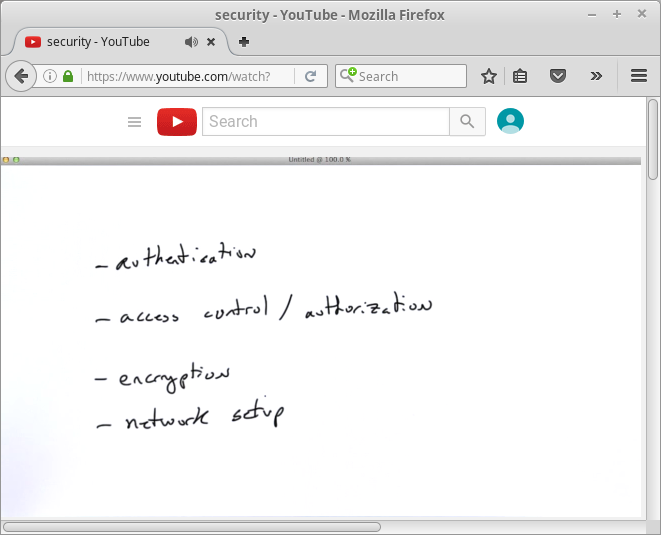 security - YouTube - Mozilla Firefox
security - YouTube
https://www.youtube.com/watch?
Search
Search
Untitled @ 100.0 %
- authentication
- access control / authorization
- encryption
- network setup